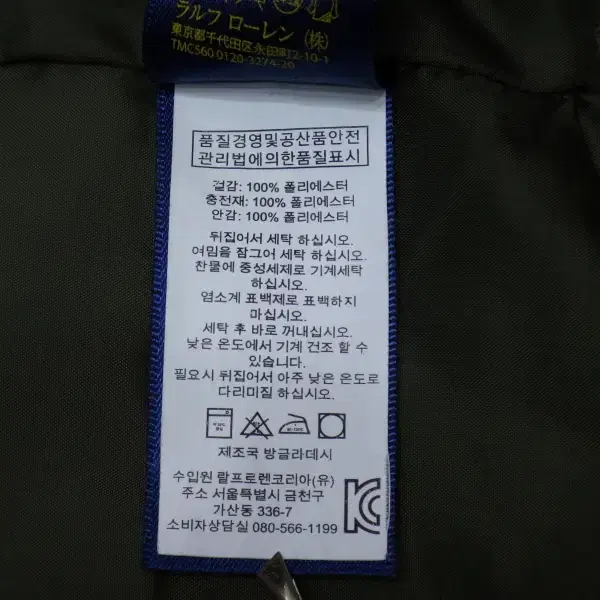 ラルフ ローレン (株)
東京都千代田区永田町2-10-1
TMC560 0120-3274-20
품질경영및공산품안전
관리법에의한품질표시
겉감: 100% 폴리에스터
충전재: 100% 폴리에스터
안감: 100% 폴리에스터
뒤집어서 세탁 하십시오.
여밈을 잠그어 세탁 하십시오.
찬물에 중성세제로 기계세탁
하십시오.
염소계 표백제로 표백하지
마십시오.
세탁 후 바로 꺼내십시오.
낮은 온도에서 기계 건조 할 수
있습니다.
필요시 뒤집어서 아주 낮은 온도로
다리미질 하십시오.
제조국 방글라데시
수입원 랄프로렌코리아(유)
주소 서울특별시 금천구
가산동 336-7
소비자상담실 080-566-1199